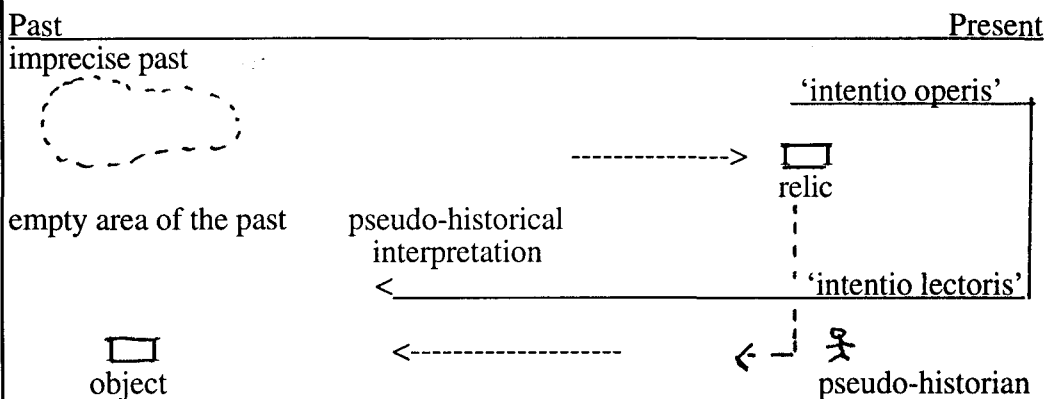 Past Present
imprecise past
‘intentio operis’
relic
empty area of the past pseudo-historical
interpretation
‘intentio lectoris’
object pseudo-historian